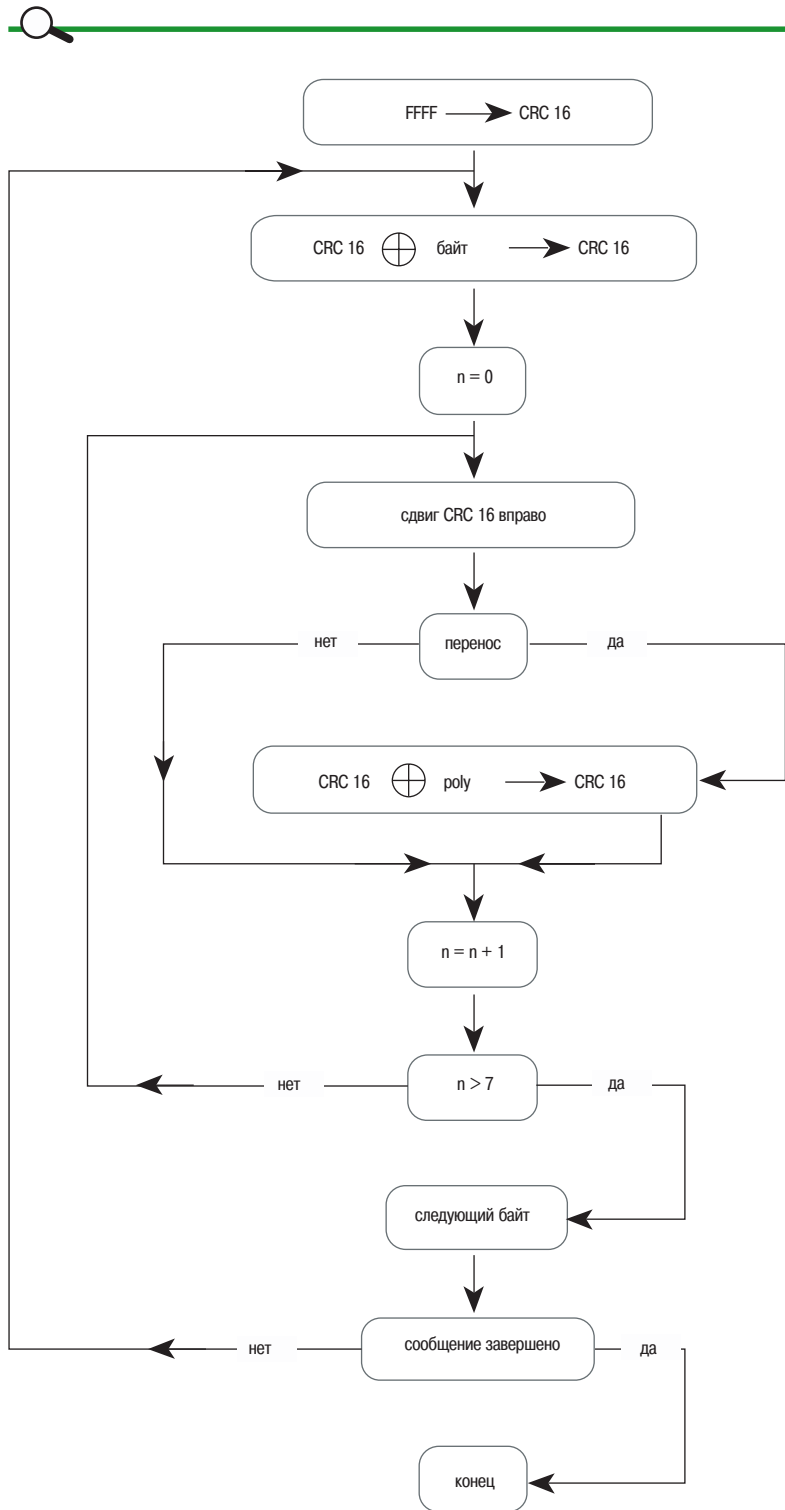 FFFF CRC 16
CRC 16 байт CRC 16
n = 0
сдвиг CRC 16 вправо
нет перенос да
CRC 16 poly CRC 16
n = n + 1
нет n > 7 да
следующий байт
нет сообщение завершено да
конец